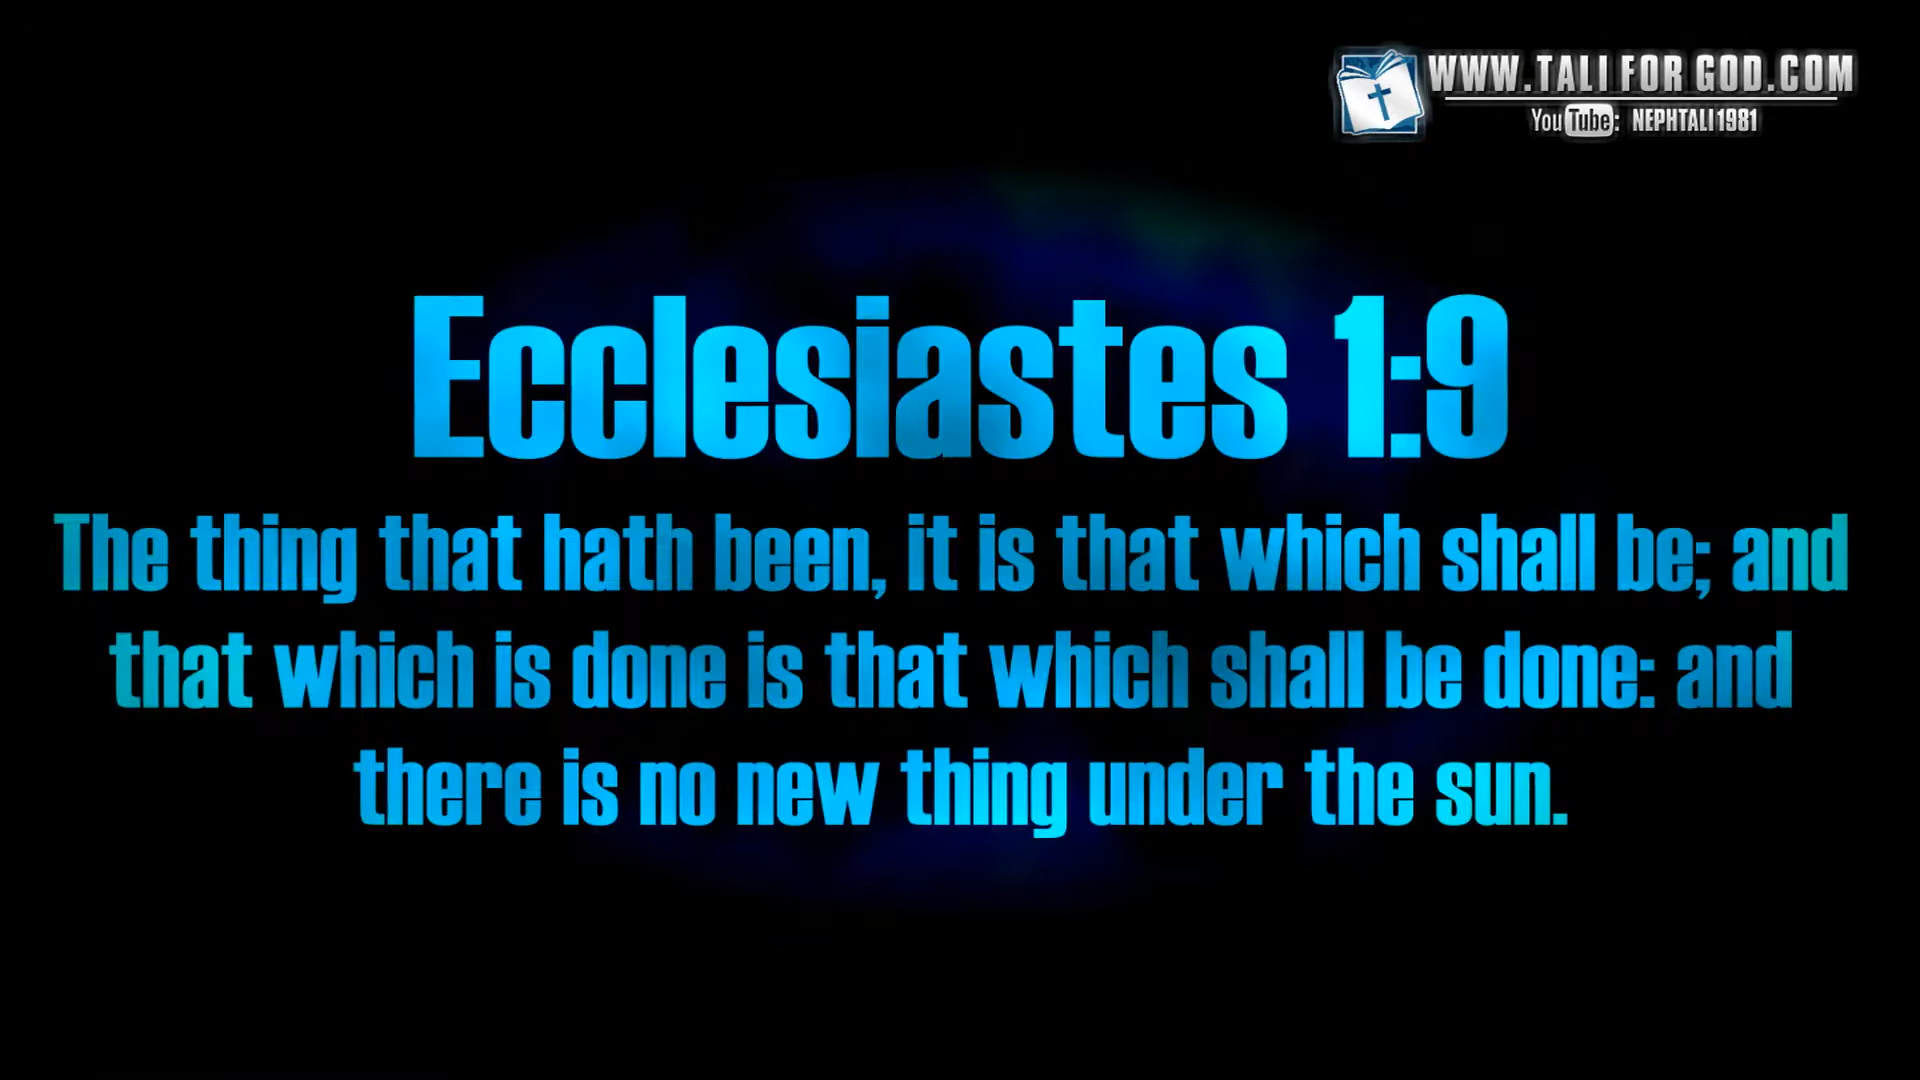 WWW.TALI FOR GOD.COM
YouTube: NEPHTALI1981
Ecclesiastes 1:9
The thing that hath been, it is that which shall be; and
that which is done is that which shall be done: and
there is no new thing under the sun.